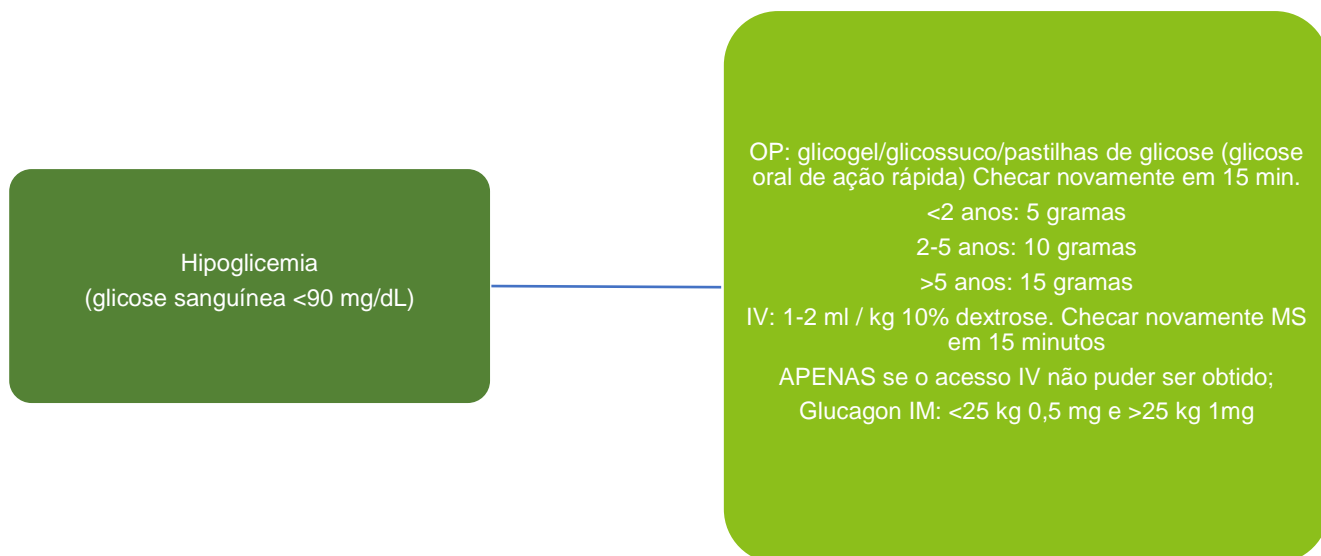 Hipoglicemia
(glicose sanguínea <90 mg/dL)
OP: glicogel/glicossuco/pastilhas de glicose (glicose
oral de ação rápida) Checar novamente em 15 min.
<2 anos: 5 gramas
2-5 anos: 10 gramas
>5 anos: 15 gramas
IV: 1-2 ml / kg 10% dextrose. Checar novamente MS
em 15 minutos
APENAS se o acesso IV não puder ser obtido;
Glucagon IM: <25 kg 0,5 mg e >25 kg 1mg